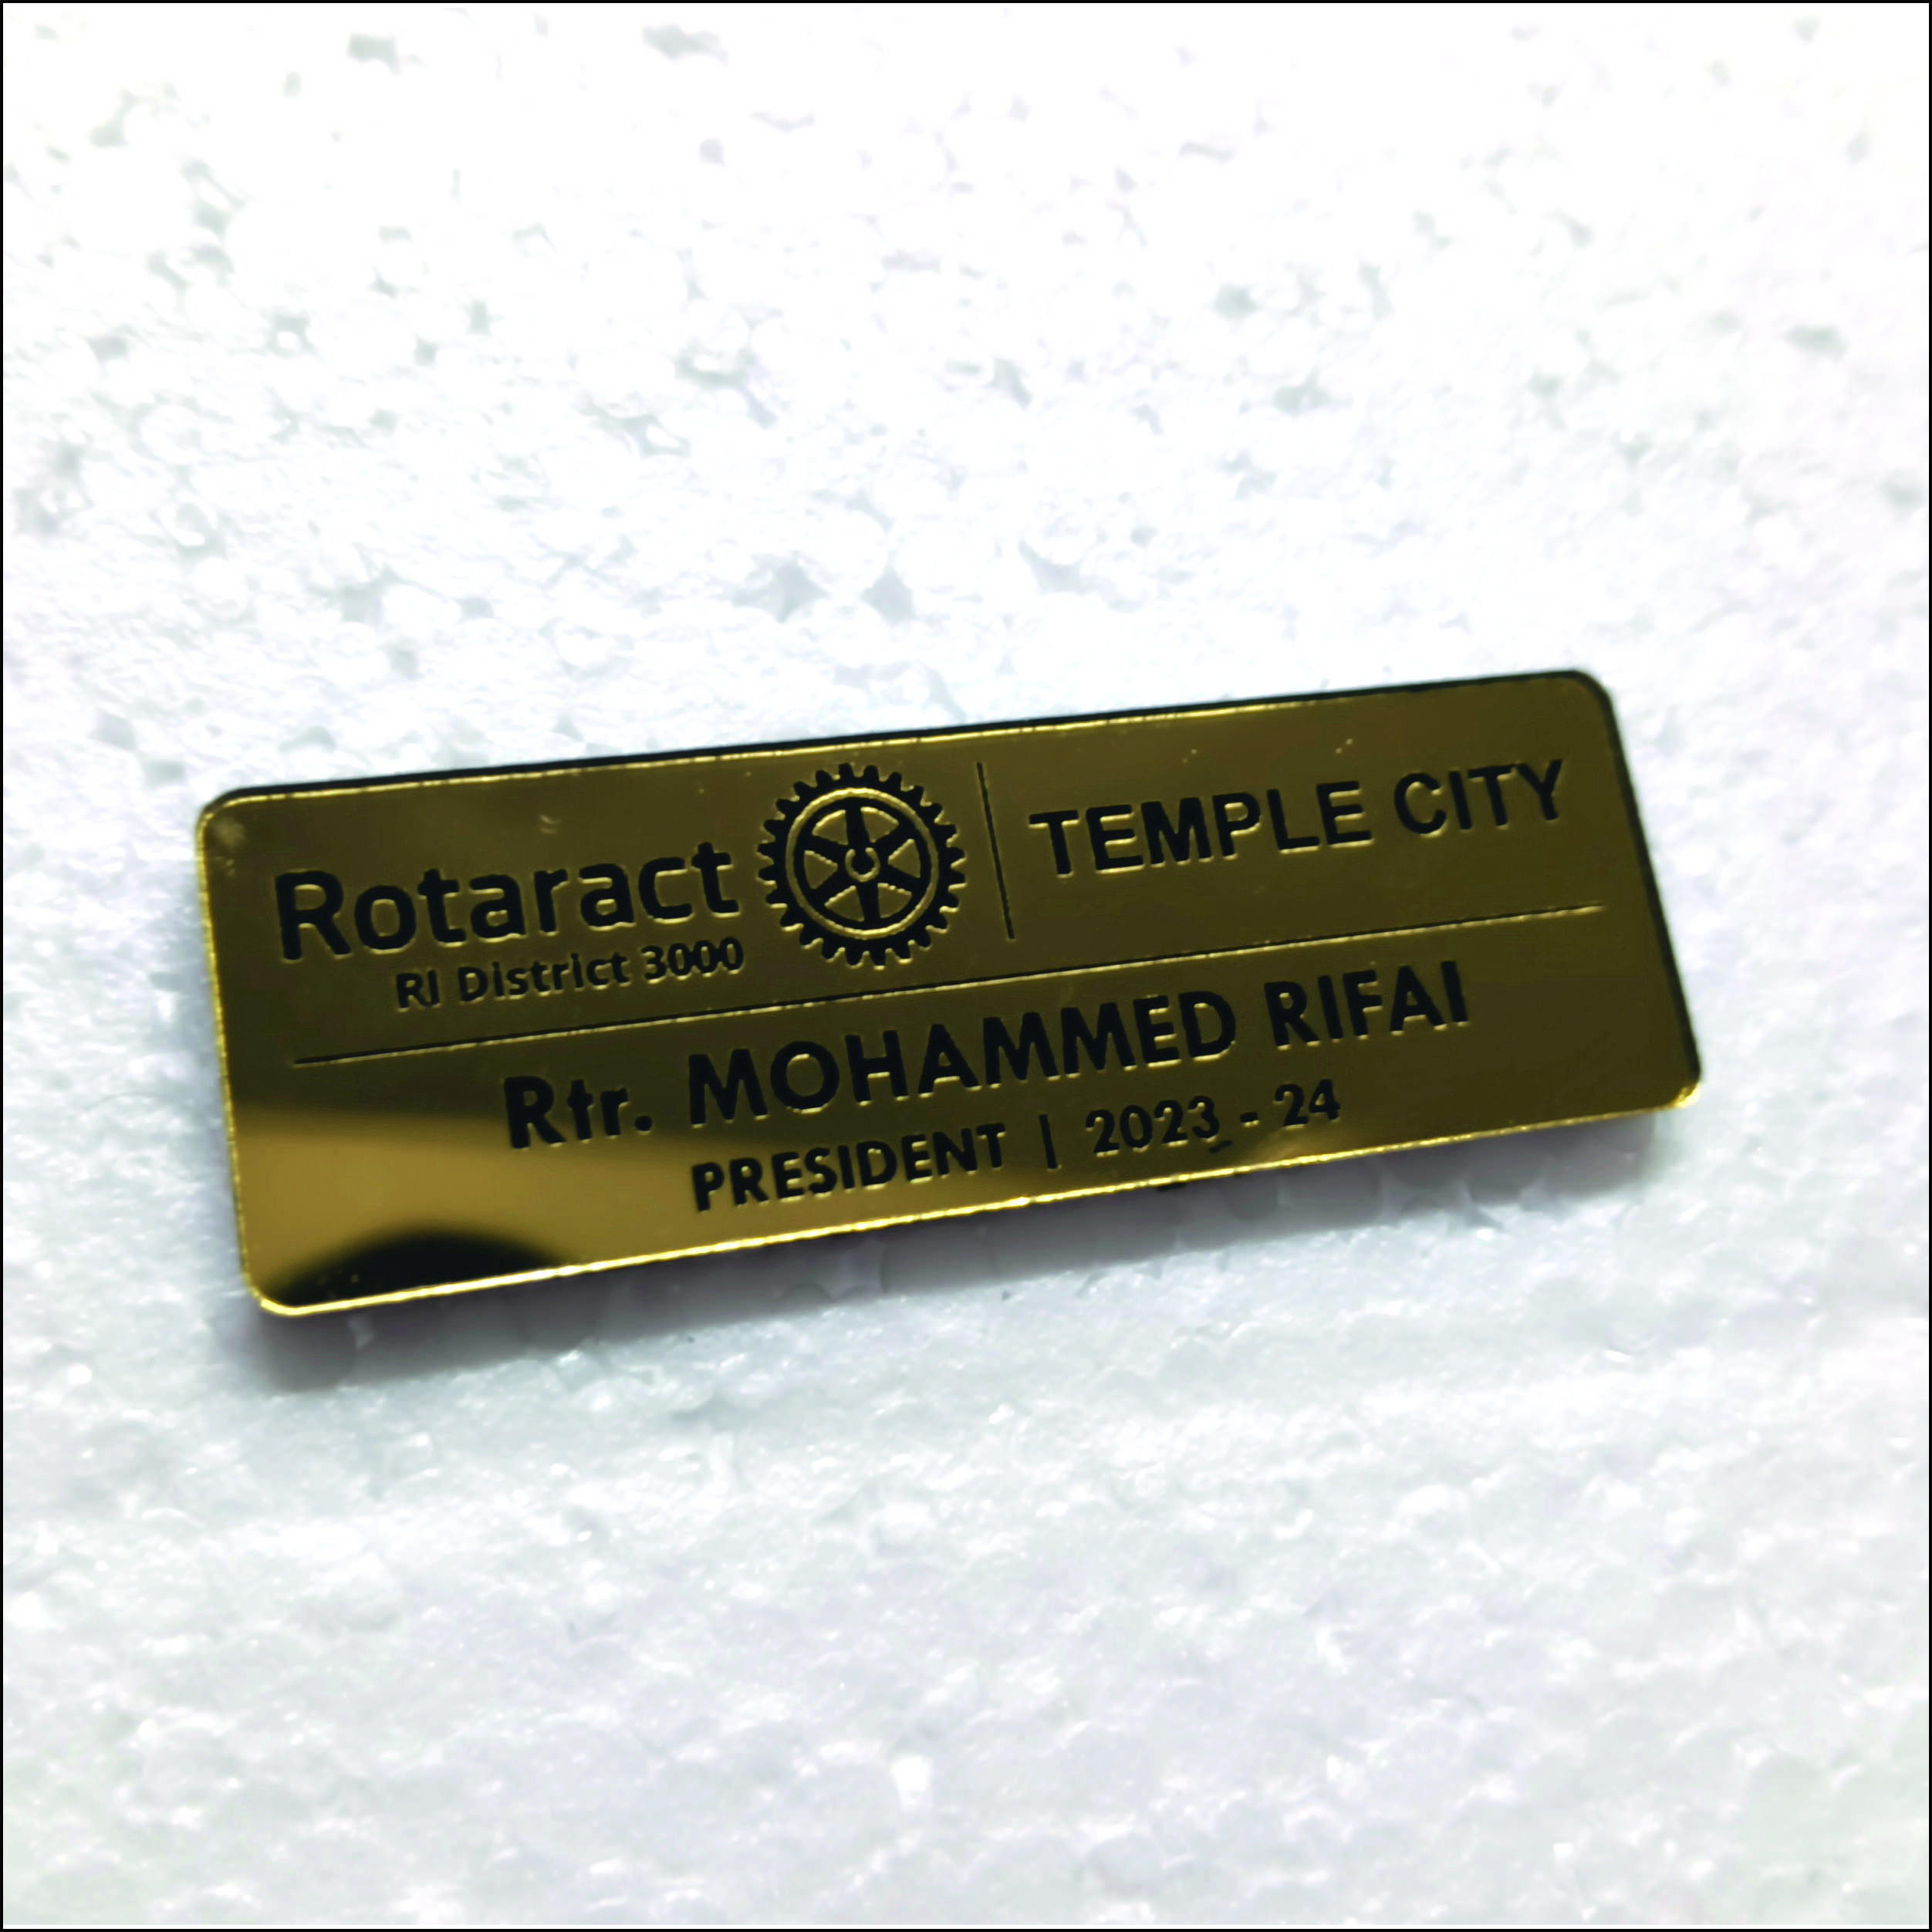 Rotaract | TEMPLE CITY
RI District 3000
Rtr. MOHAMMED RIFAI
PRESIDENT | 2023 - 24